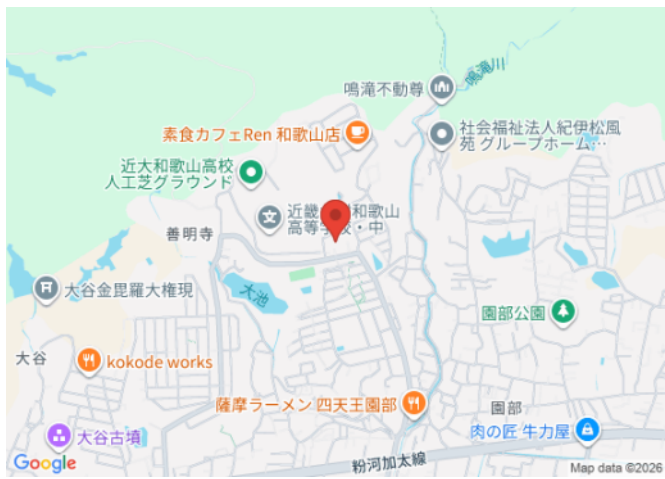 鳴滝川
鳴滝不動尊
素食カフェRen 和歌山店
社会福祉法人紀伊松風
苑 グループホーム…
近大和歌山高校
人工芝グラウンド
近畿
和歌山
高等学校・中
善明寺
大池
大谷金毘羅大権現
園部公園
大谷
kokode works
薩摩ラーメン 四天王園部
園部
大谷古墳
肉の匠 牛力屋
粉河加太線
Google
Map data ©2026